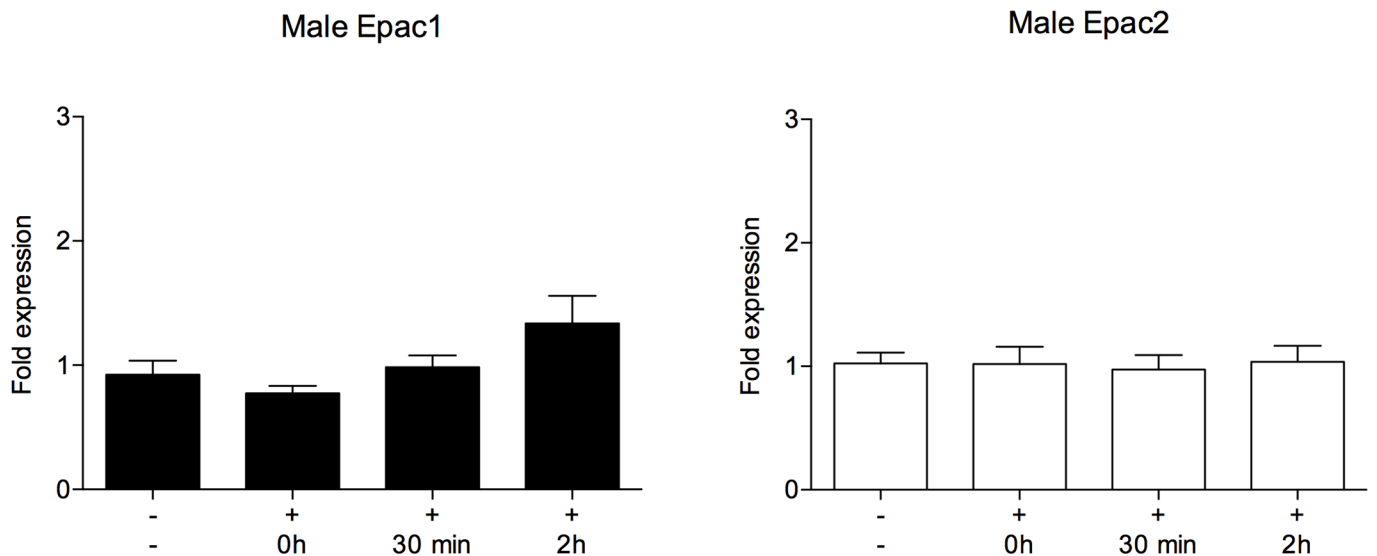 Male Epac1
3
2
1
0
Fold expression
- + + +
- 0h 30 min 2h
Male Epac2
3
2
1
0
Fold expression
- + + +
- 0h 30 min 2h